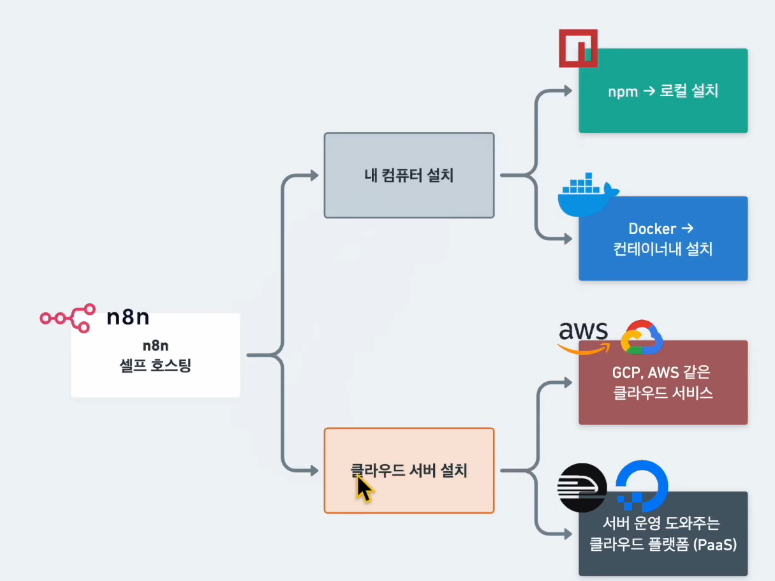 n8n
n8n
셀프 호스팅
내 컴퓨터 설치
npm → 로컬 설치
Docker →
컨테이너내 설치
클라우드 서버 설치
aws
GCP, AWS 같은
클라우드 서비스
서버 운영 도와주는
클라우드 플랫폼 (PaaS)